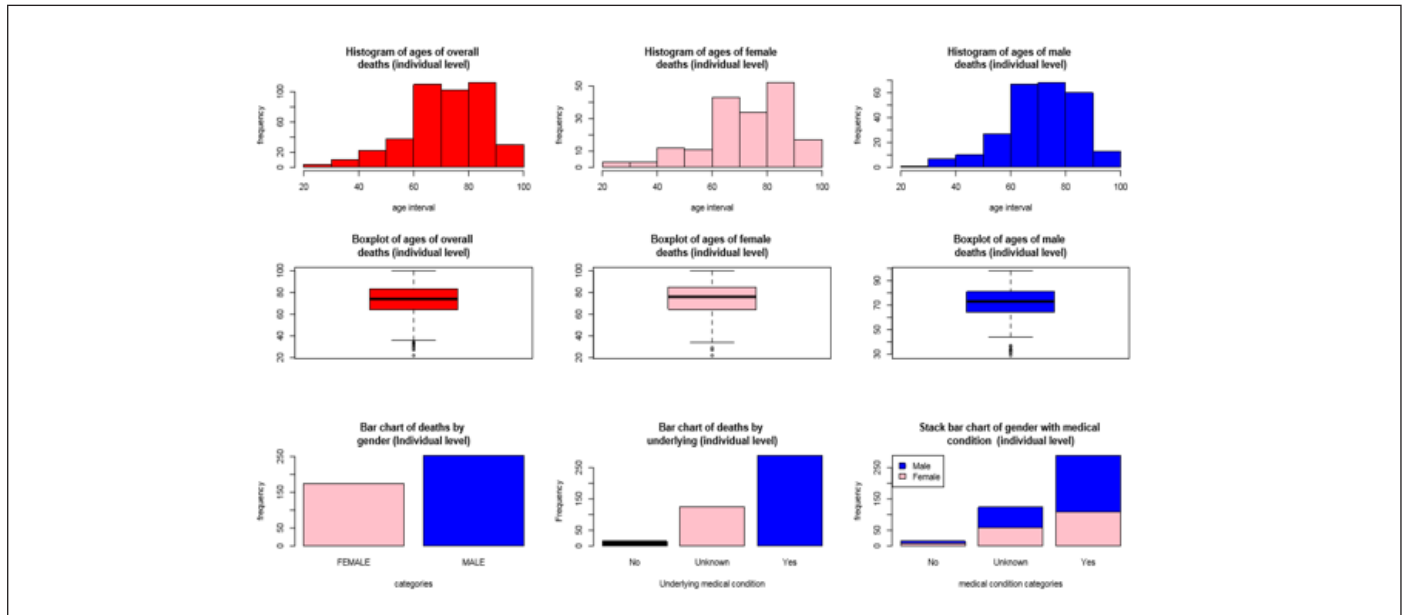 Histogram of ages of overall
deaths (individual level)
frequency
0 20 60 100
20 40 60 80 100
age interval
Histogram of ages of female
deaths (individual level)
frequency
0 10 30 50
20 40 60 80 100
age interval
Histogram of ages of male
deaths (individual level)
frequency
0 20 40 60
20 40 60 80 100
age interval
Boxplot of ages of overall
deaths (individual level)
20 40 60 80 100
Boxplot of ages of female
deaths (individual level)
20 40 60 80 100
Boxplot of ages of male
deaths (individual level)
30 50 70 90
Bar chart of deaths by
gender (Individual level)
frequency
0 50 150 250
FEMALE MALE
categories
Bar chart of deaths by
underlying (individual level)
Frequency
0 50 150 250
No Unknown Yes
Underlying medical condition
Stack bar chart of gender with medical
condition (individual level)
frequency
0 50 150 250
Male
Female
No Unknown Yes
medical condition categories